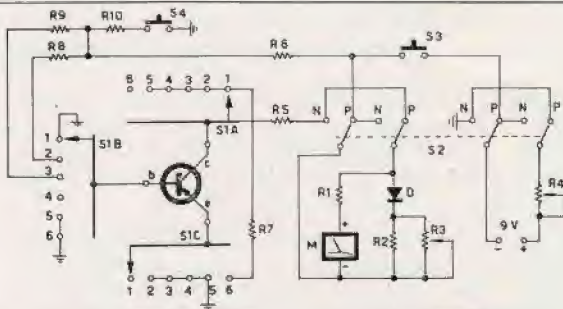 R9 R10 S4
R8 R6 S3
6 5 4 3 2 1
N P N P N P N P
R5
S1A
1 S1B
2
3
4
5
6
b c e
S2
R1 D R4
R7
M + - R2 R3 9 V - +
S1C
1 2 3 4 5 6